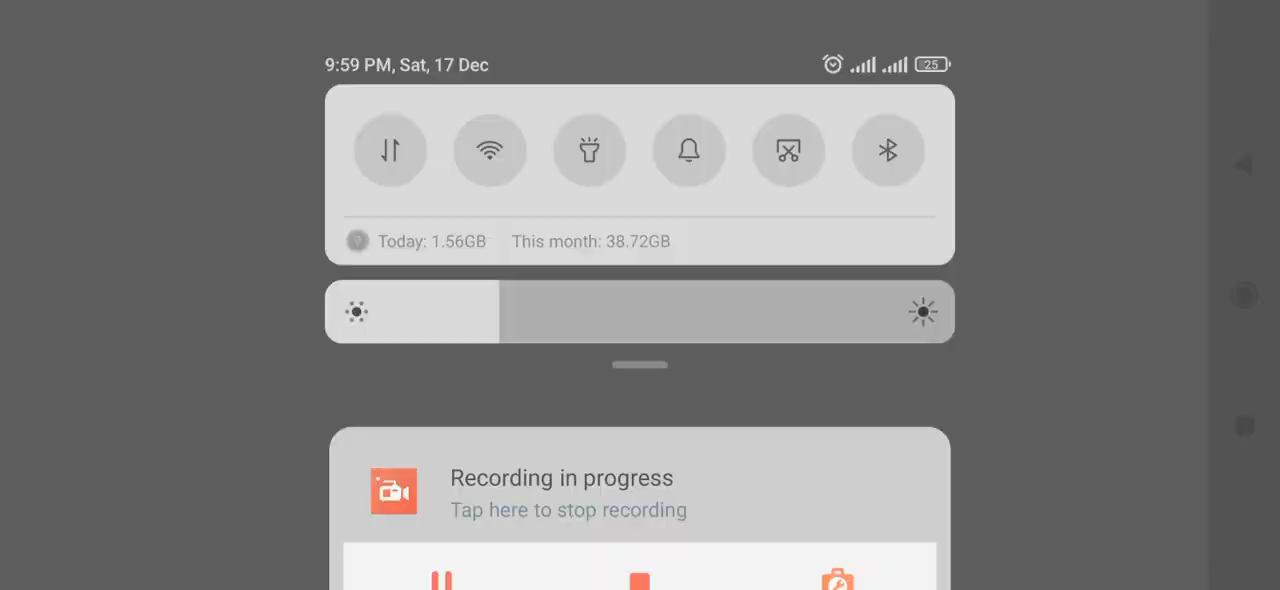 9:59 PM, Sat, 17 Dec
25
Today: 1.56GB This month: 38.72GB
Recording in progress
Tap here to stop recording